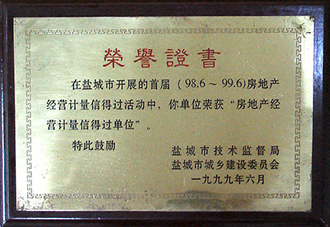 榮譽證書
在盐城市开展的首届（98.6～99.6)房地产
经营计量信得过活动中，你单位荣获“房地产经
营计量信得过单位”。
特此鼓励
盐城市技术监督局
盐城市城乡建设委员会
一九九九年六月